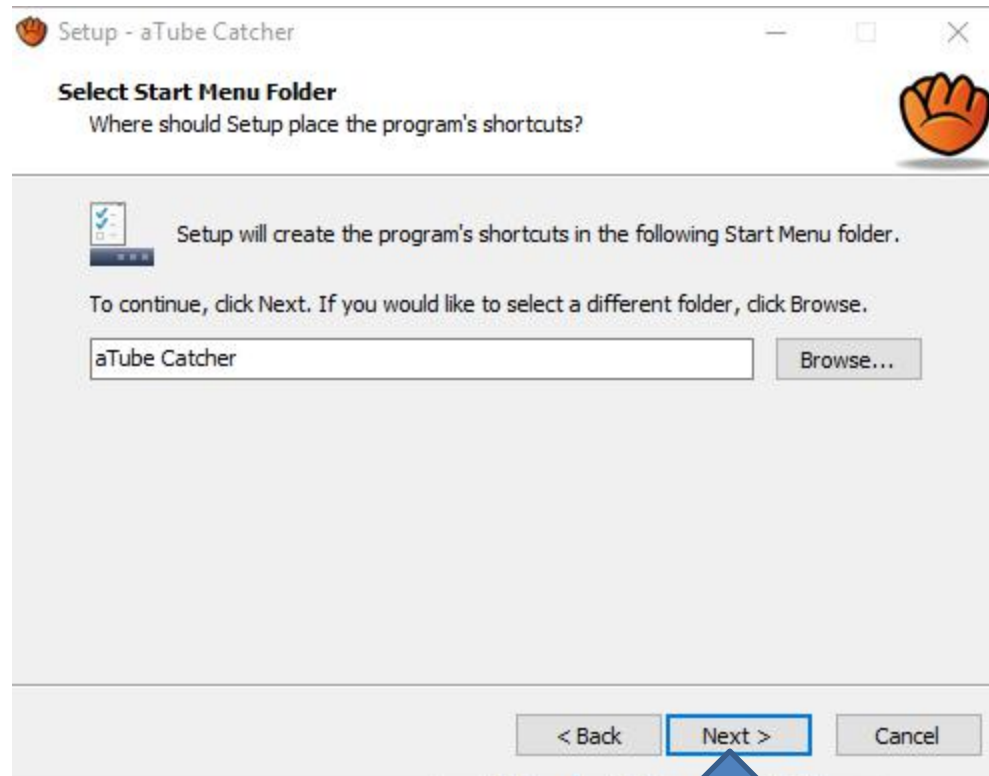 Setup - aTube Catcher
Select Start Menu Folder
Where should Setup place the program's shortcuts?
Setup will create the program's shortcuts in the following Start Menu folder.
To continue, click Next. If you would like to select a different folder, click Browse.
aTube Catcher
Browse...
< Back
Next >
Cancel